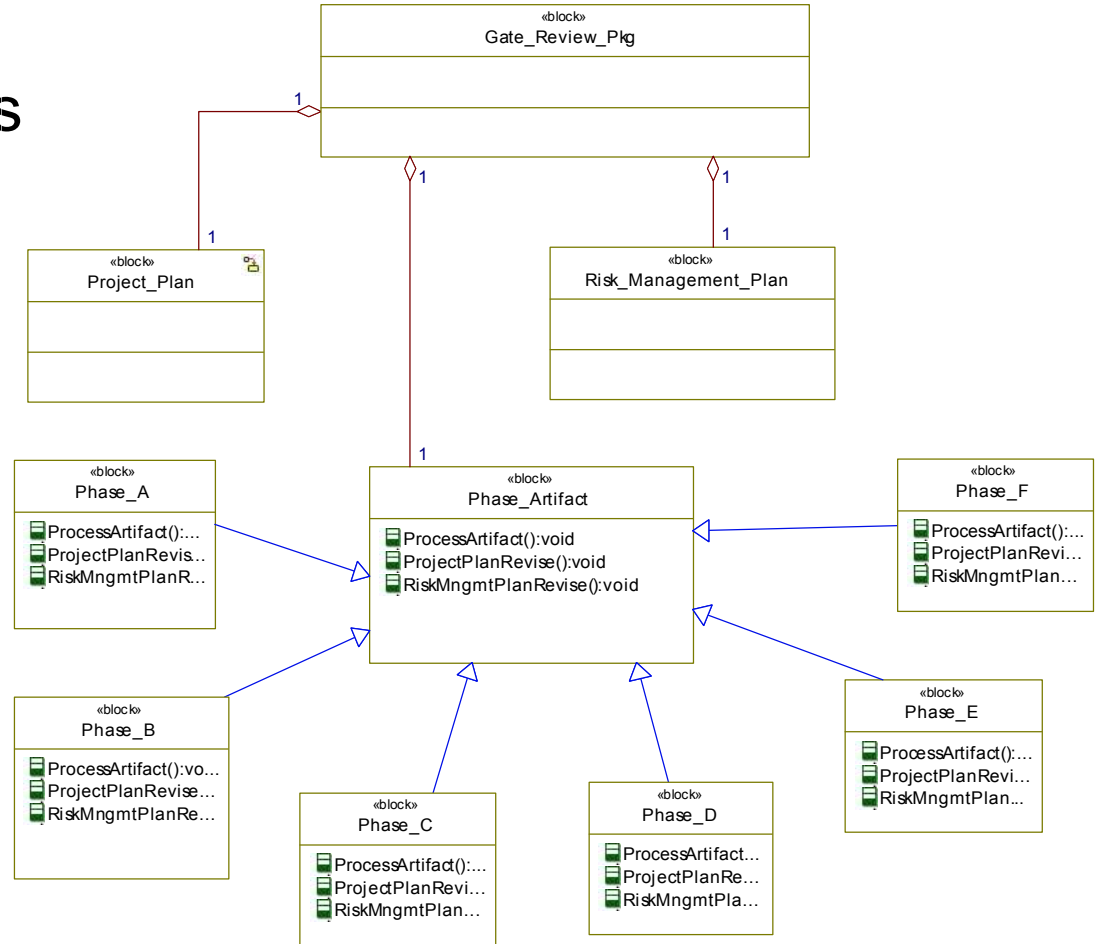 s
«block»
Gate_Review_Pkg
1
1
1
1
1
«block»
Project_Plan
«block»
Risk_Management_Plan
1
«block»
Phase_A
ProcessArtifact():...
ProjectPlanRevis...
RiskMngmtPlanR...
«block»
Phase_Artifact
ProcessArtifact():void
ProjectPlanRevise():void
RiskMngmtPlanRevise():void
«block»
Phase_F
ProcessArtifact():...
ProjectPlanRevi...
RiskMngmtPlan...
«block»
Phase_B
ProcessArtifact():vo...
ProjectPlanRevise...
RiskMngmtPlanRe...
«block»
Phase_E
ProcessArtifact():...
ProjectPlanRevi...
RiskMngmtPlan...
«block»
Phase_C
ProcessArtifact():...
ProjectPlanRevi...
RiskMngmtPlan...
«block»
Phase_D
ProcessArtifact...
ProjectPlanRe...
RiskMngmtPla...